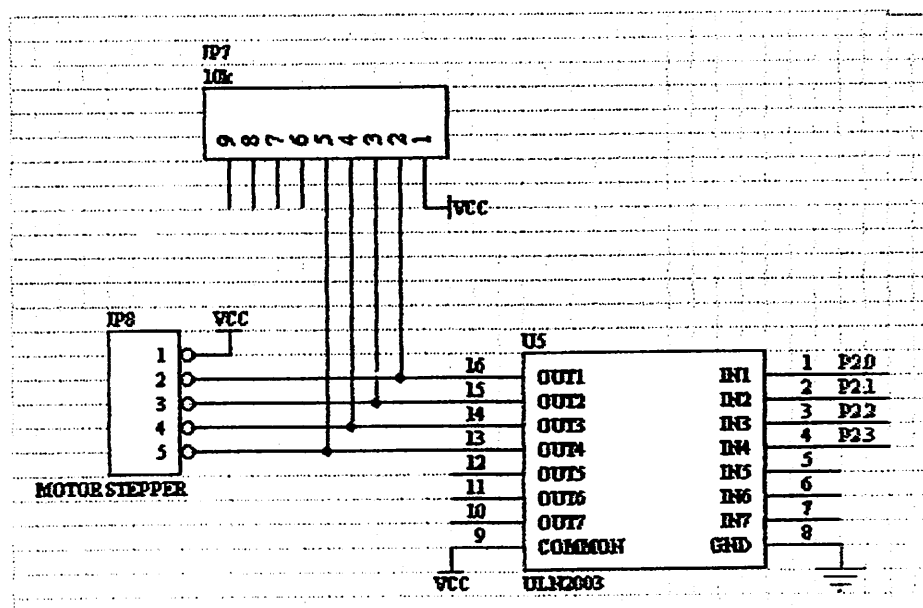 JP7
10k
9 8 7 6 5 4 3 2 1
VCC
JP8
VCC
1
2
3
4
5
MOTOR STEPPER
U5
16 OUT1 IN1 1 P2.0
15 OUT2 IN2 2 P2.1
14 OUT3 IN3 3 P2.2
13 OUT4 IN4 4 P2.3
12 OUT5 IN5 5
11 OUT6 IN6 6
10 OUT7 IN7 7
9 COMMON GND 8
VCC
ULN2003